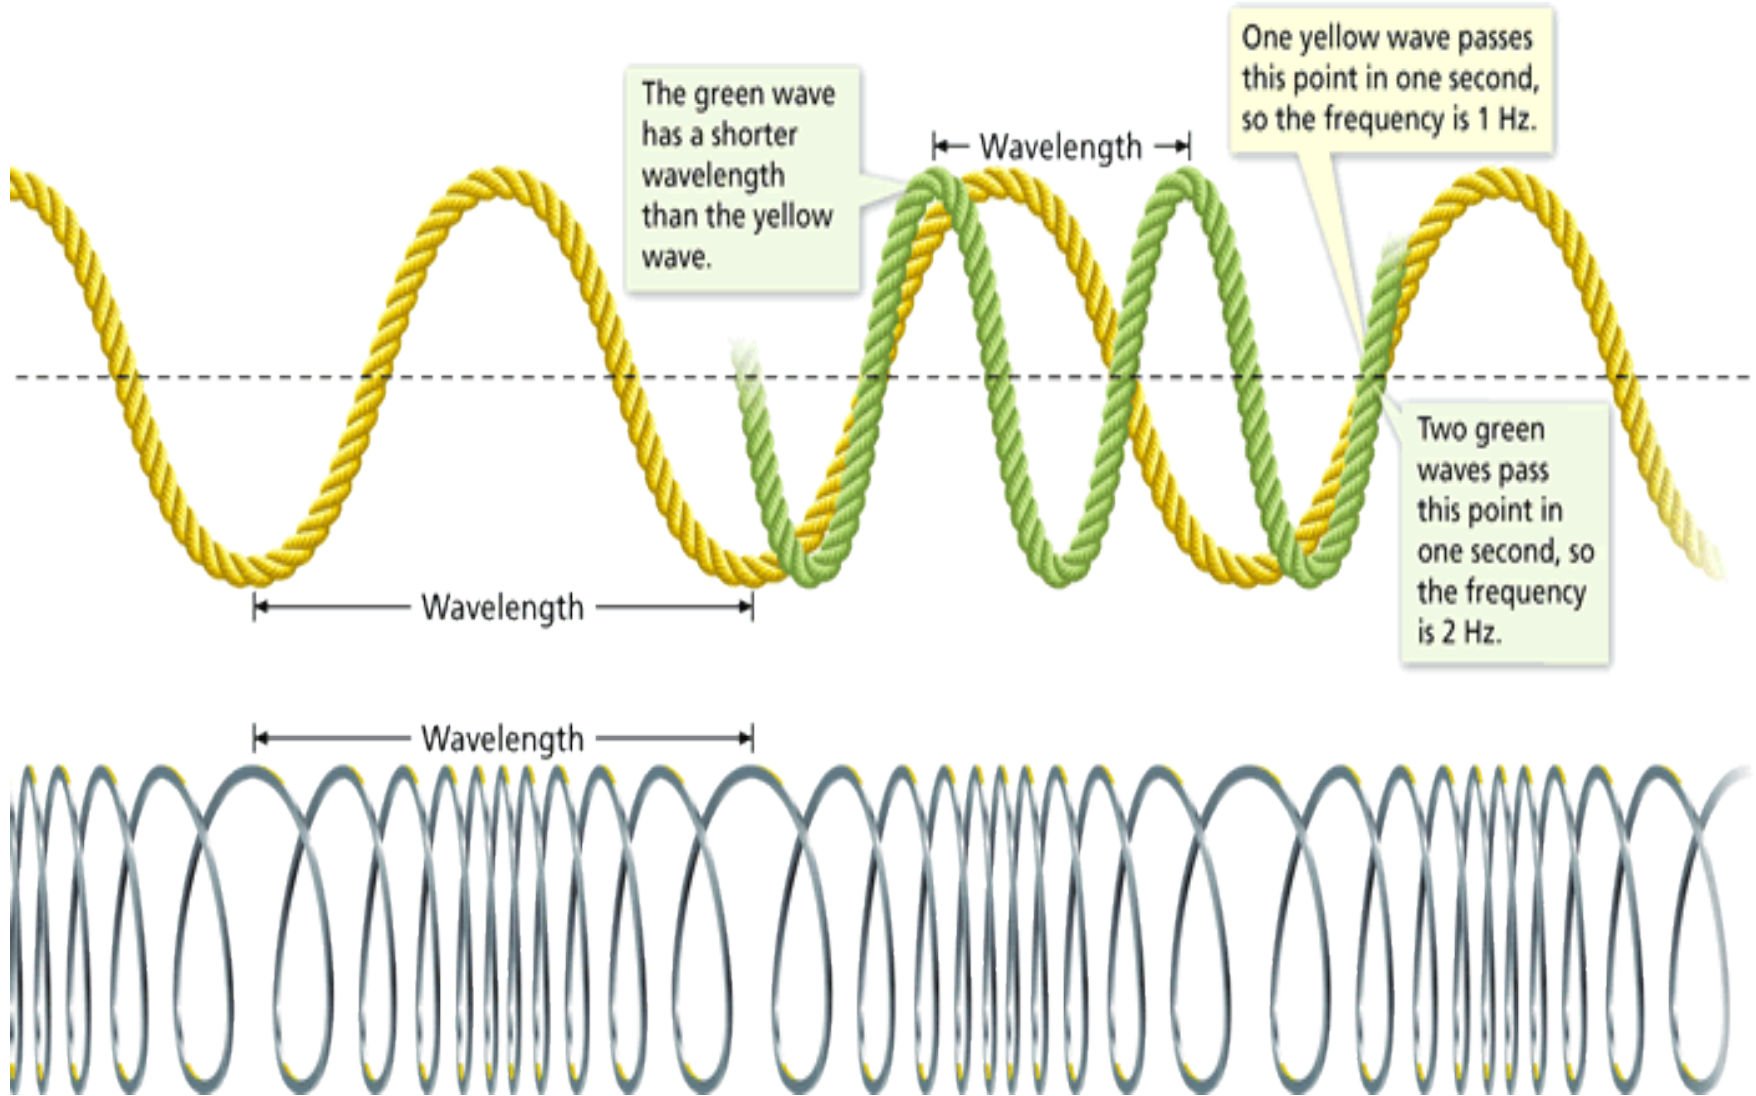 The green wave
has a shorter
wavelength
than the yellow
wave.
Wavelength
One yellow wave passes
this point in one second,
so the frequency is 1 Hz.
Two green
waves pass
this point in
one second, so
the frequency
is 2 Hz.
Wavelength
Wavelength